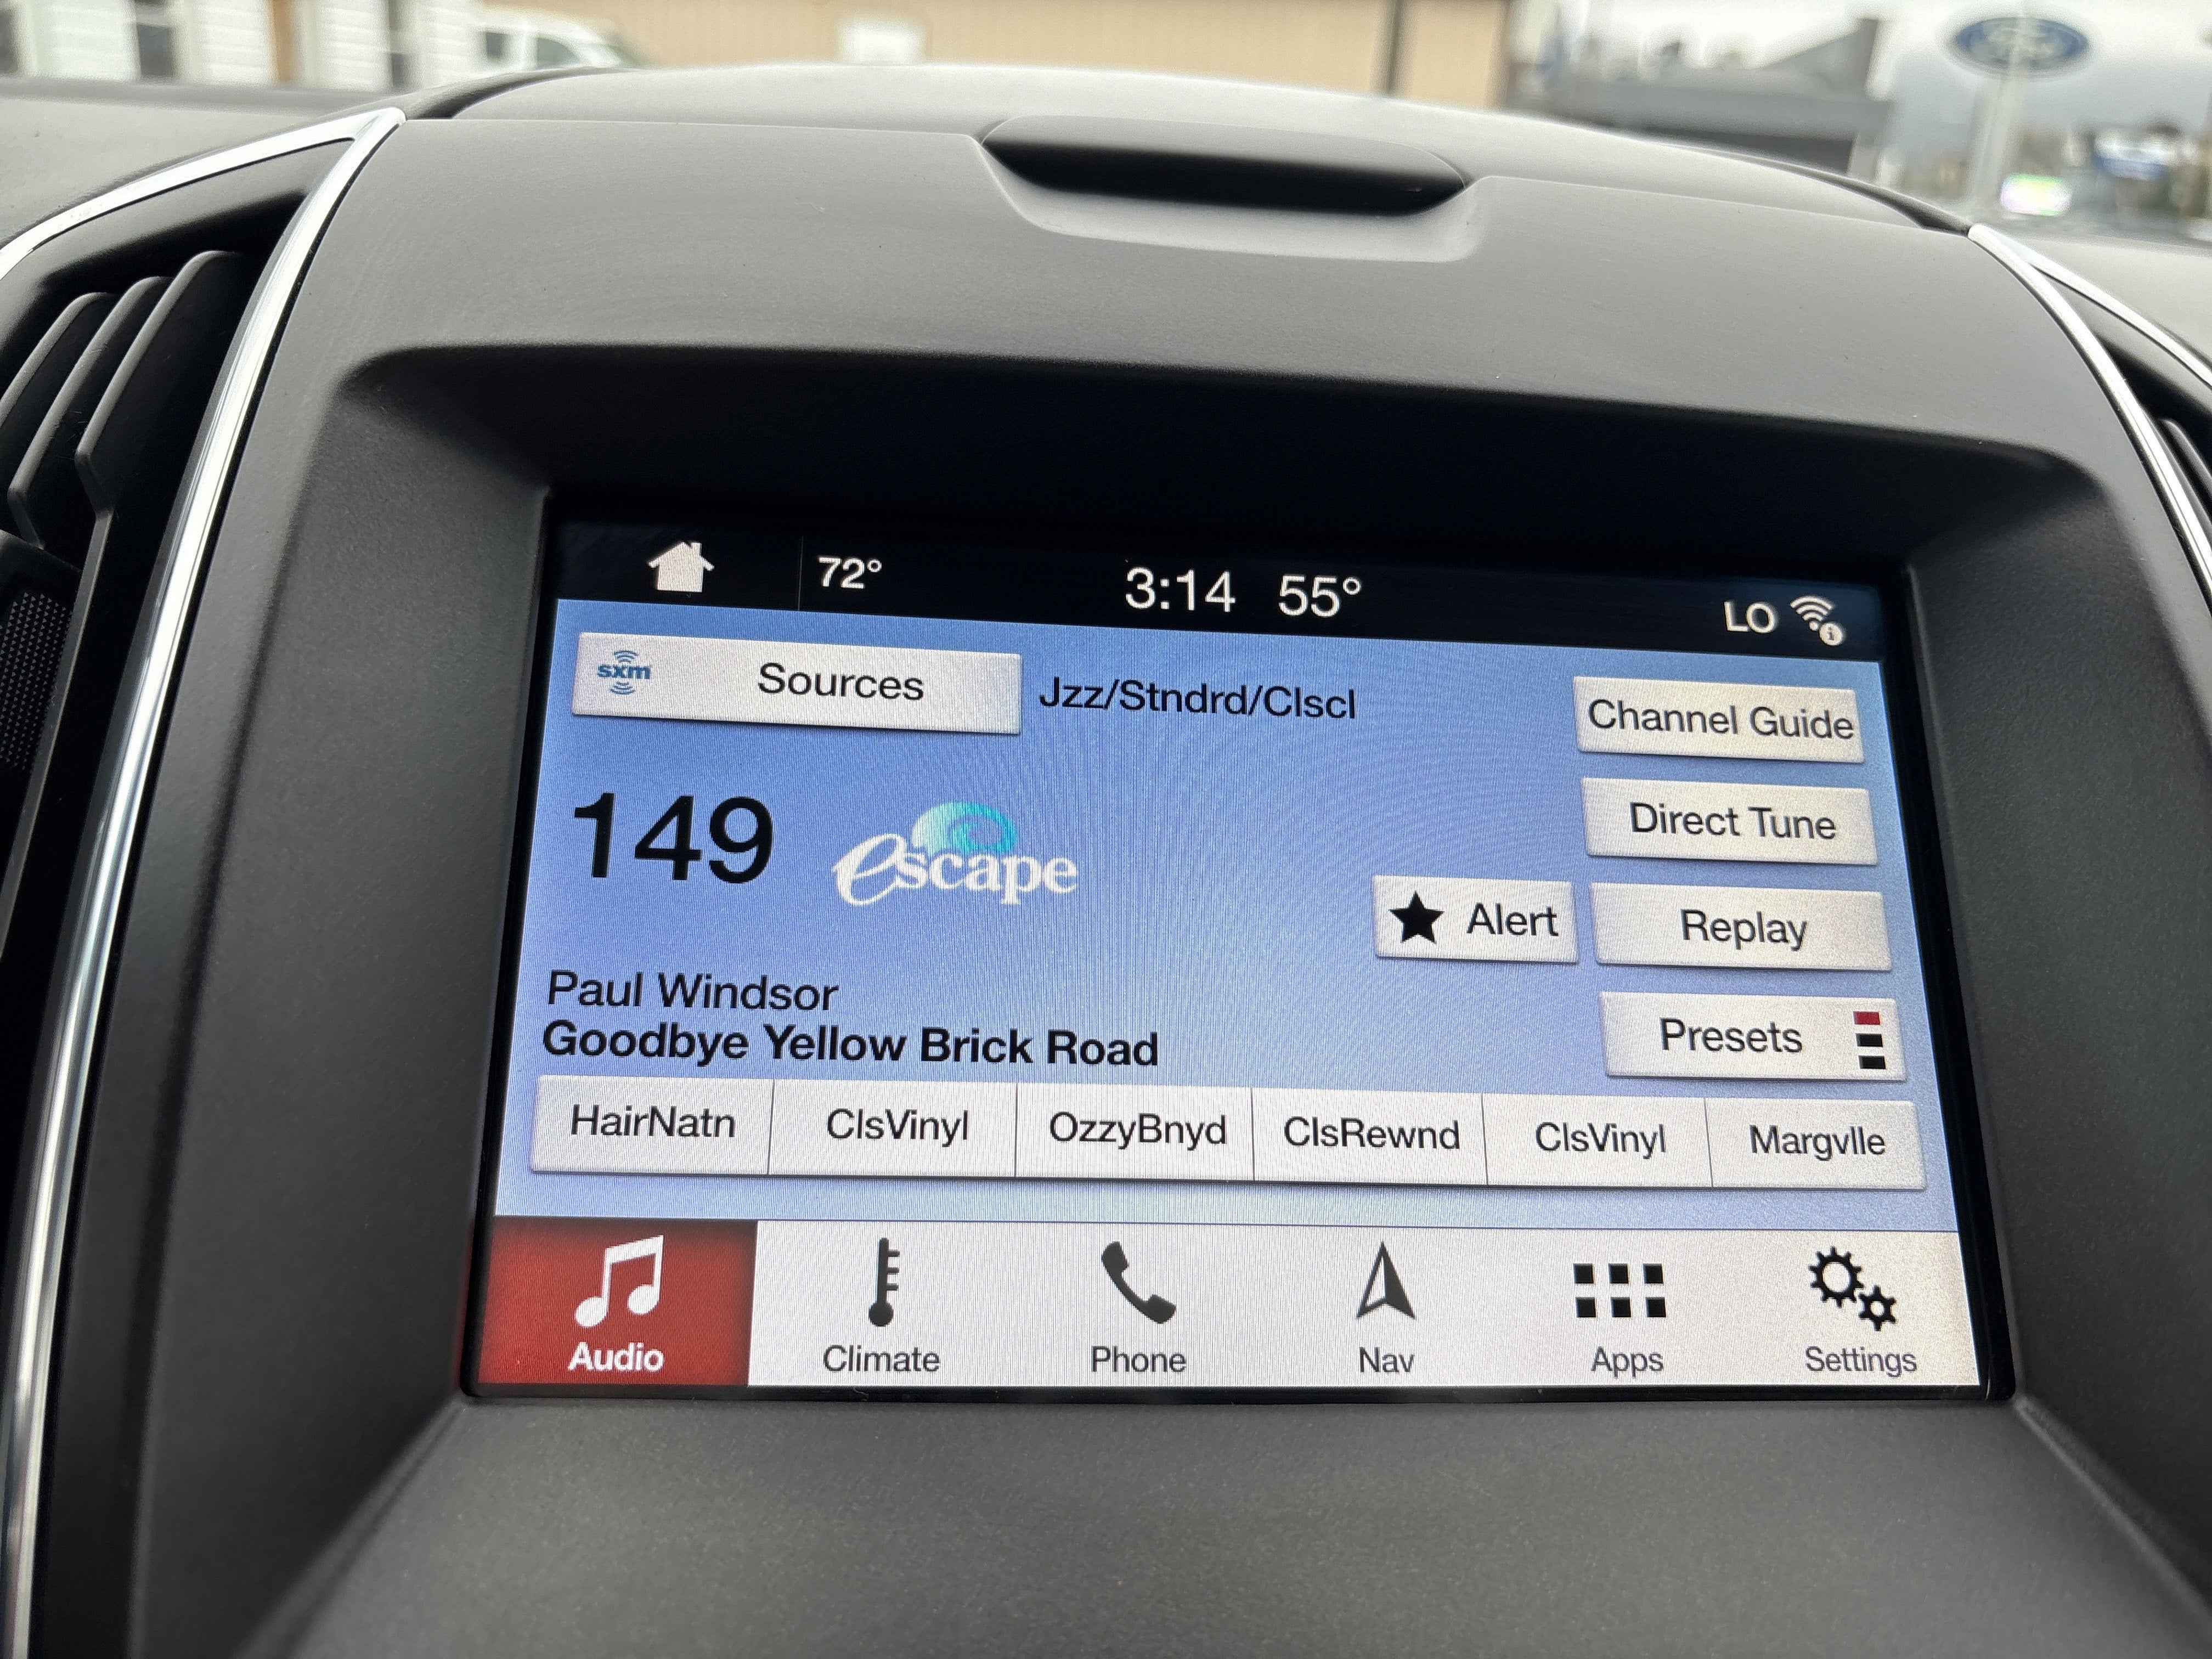 72° 3:14 55° LO
sxm Sources Jzz/Stndrd/Clscl Channel Guide
149 escape Direct Tune
Alert Replay
Paul Windsor
Goodbye Yellow Brick Road Presets
HairNatn ClsVinyl OzzyBnyd ClsRewnd ClsVinyl Margvlle
Audio Climate Phone Nav Apps Settings